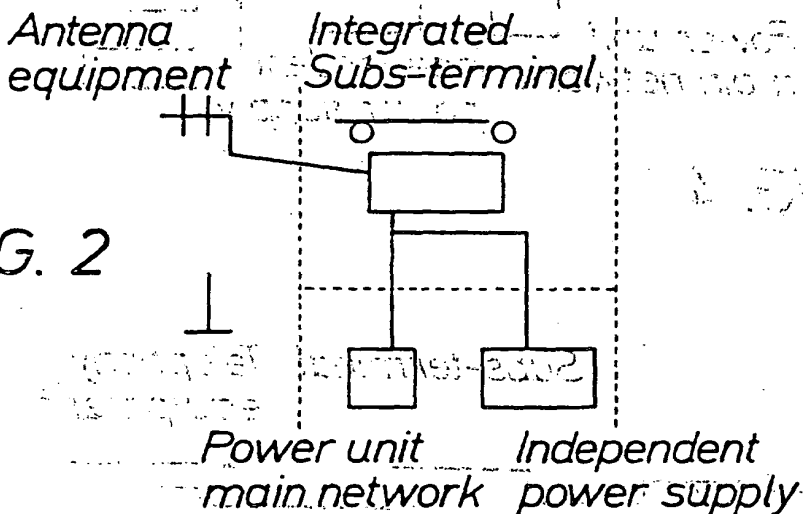 Antenna
equipment
Integrated
Subs-terminal
G. 2
Power unit
main network
Independent
power supply